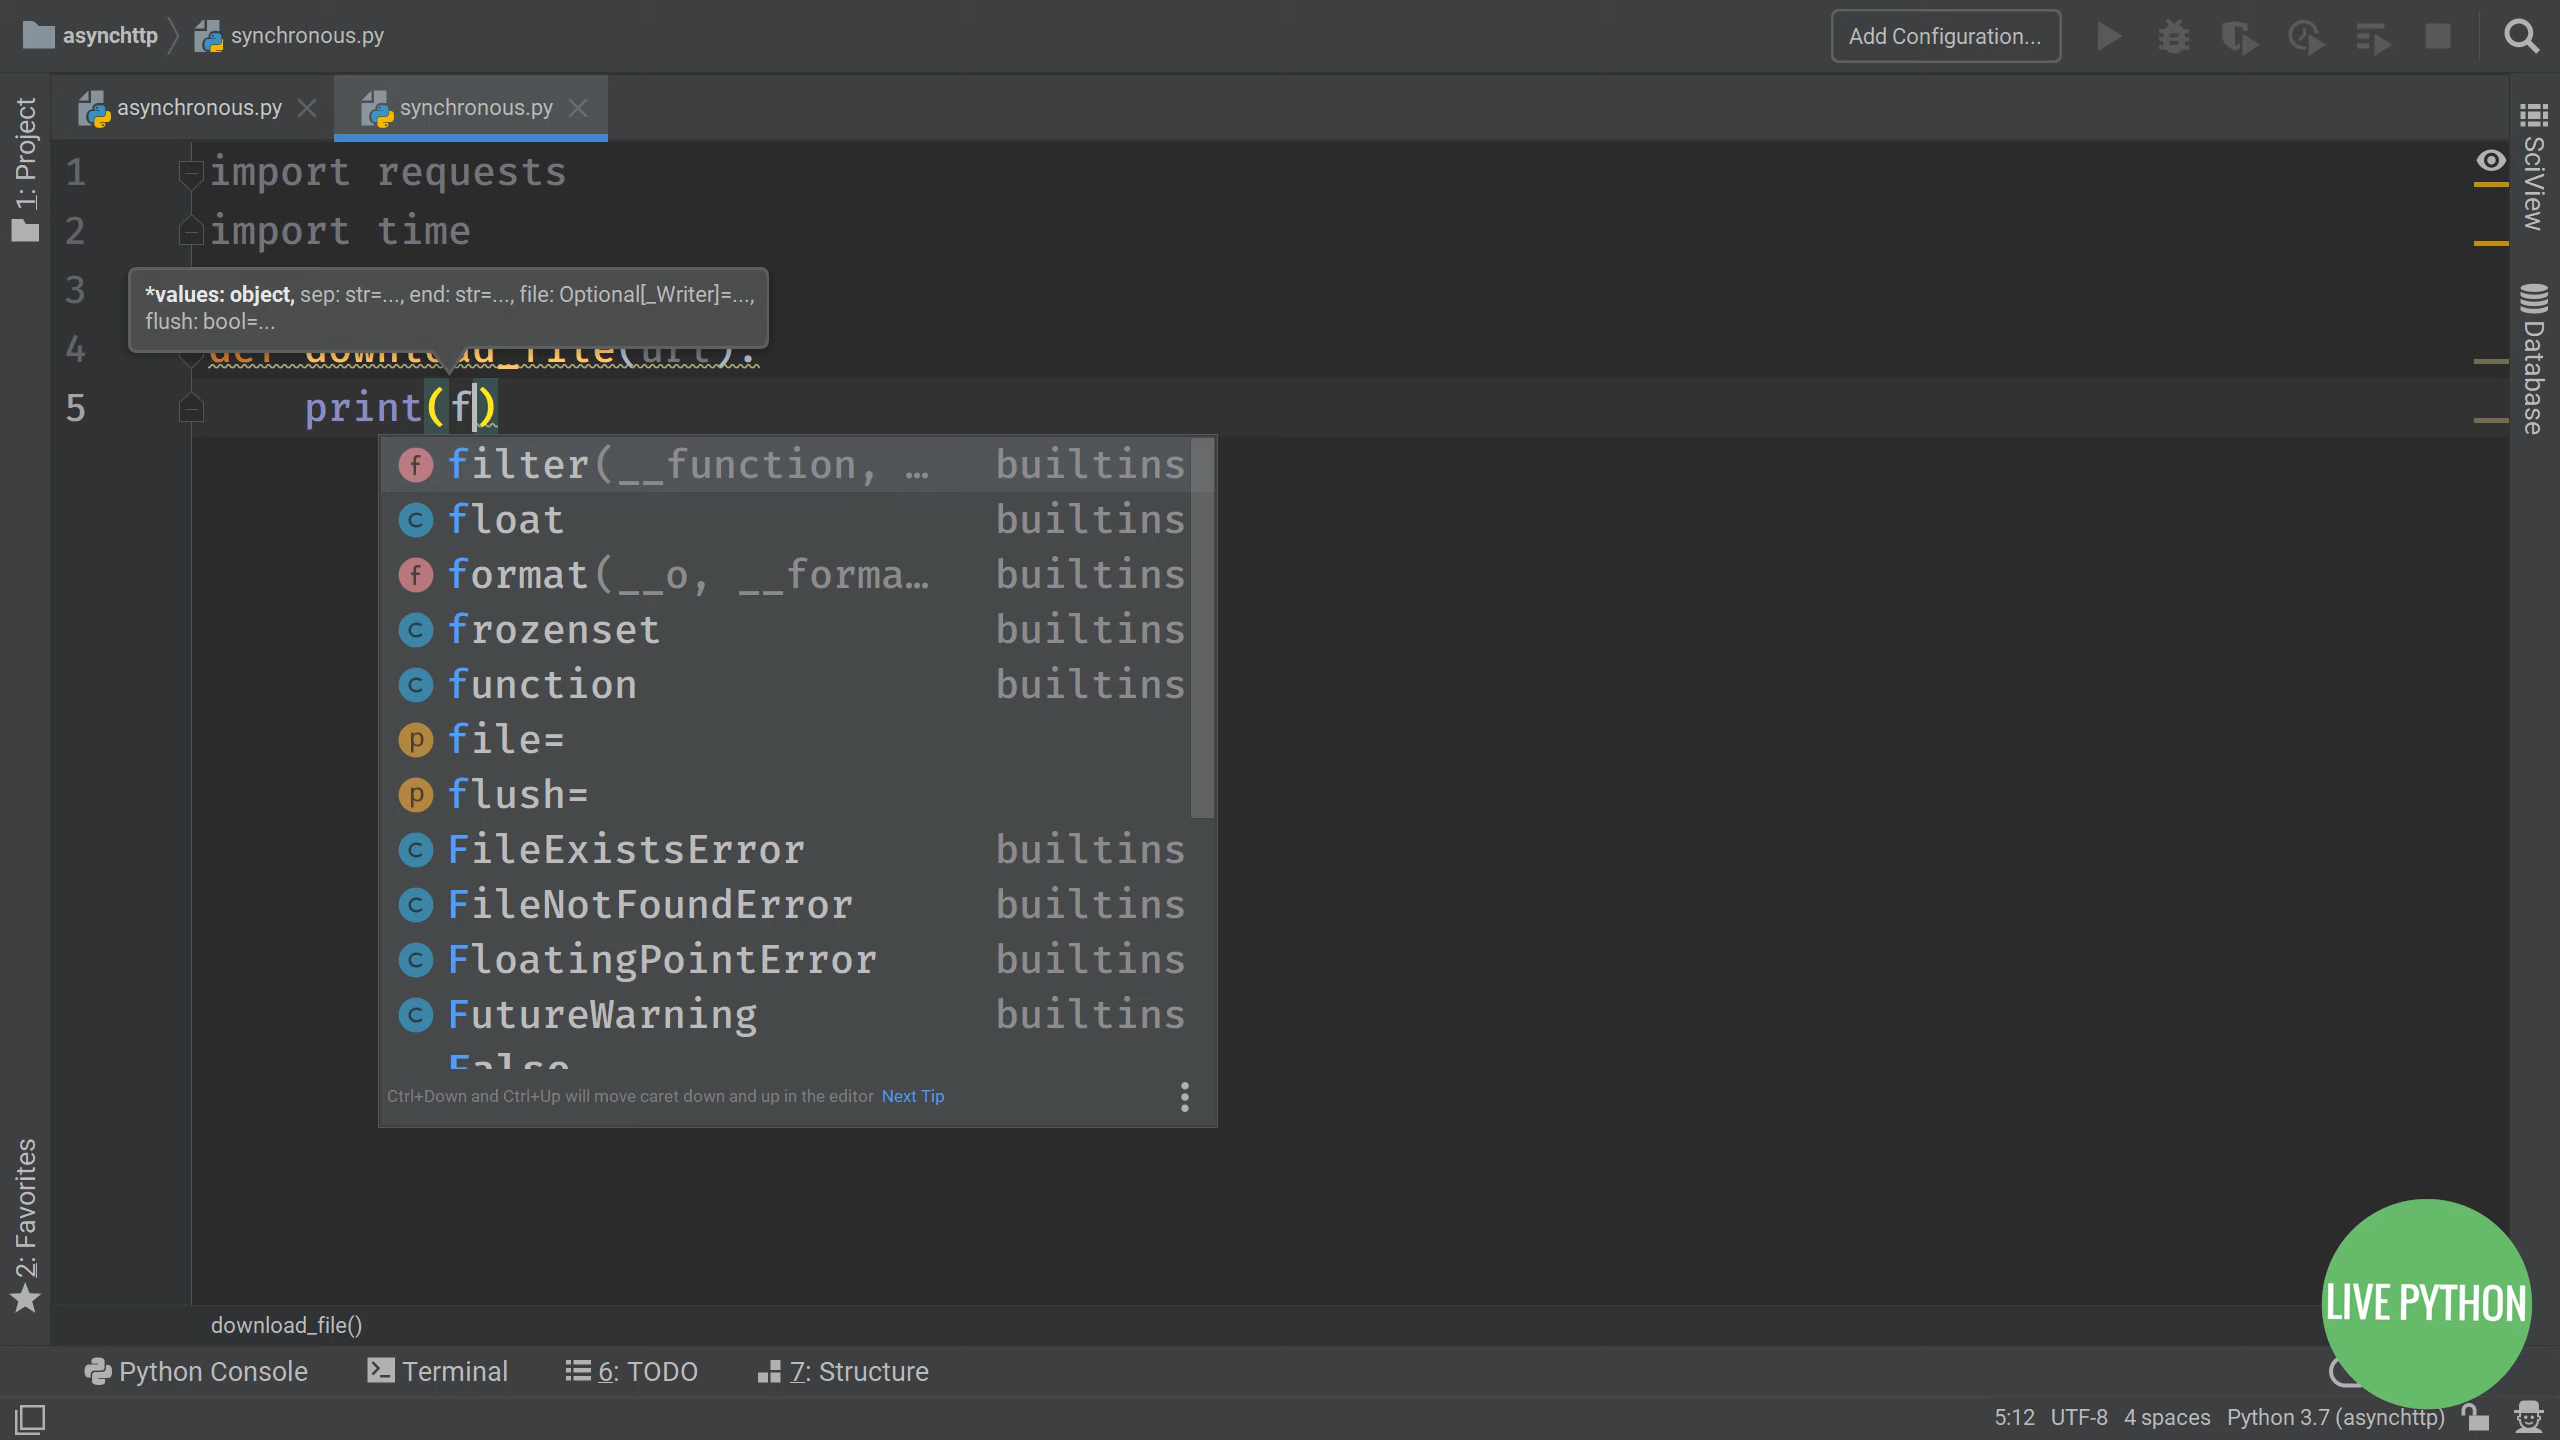 asynchttp synchronous.py Add Configuration...
asynchronous.py synchronous.py
1: Project
SciView
Database
2: Favorites
1 import requests
2 import time
3
*values: object, sep: str=..., end: str=..., file: Optional[_Writer]=...,
flush: bool=...
4 def download_file(url):
5 print(f)
f filter(__function, … builtins
c float builtins
f format(__o, __forma… builtins
c frozenset builtins
c function builtins
p file=
p flush=
c FileExistsError builtins
c FileNotFoundError builtins
c FloatingPointError builtins
c FutureWarning builtins
False
Ctrl+Down and Ctrl+Up will move caret down and up in the editor Next Tip
LIVE PYTHON
download_file()
Python Console Terminal 6: TODO 7: Structure
5:12 UTF-8 4 spaces Python 3.7 (asynchttp)